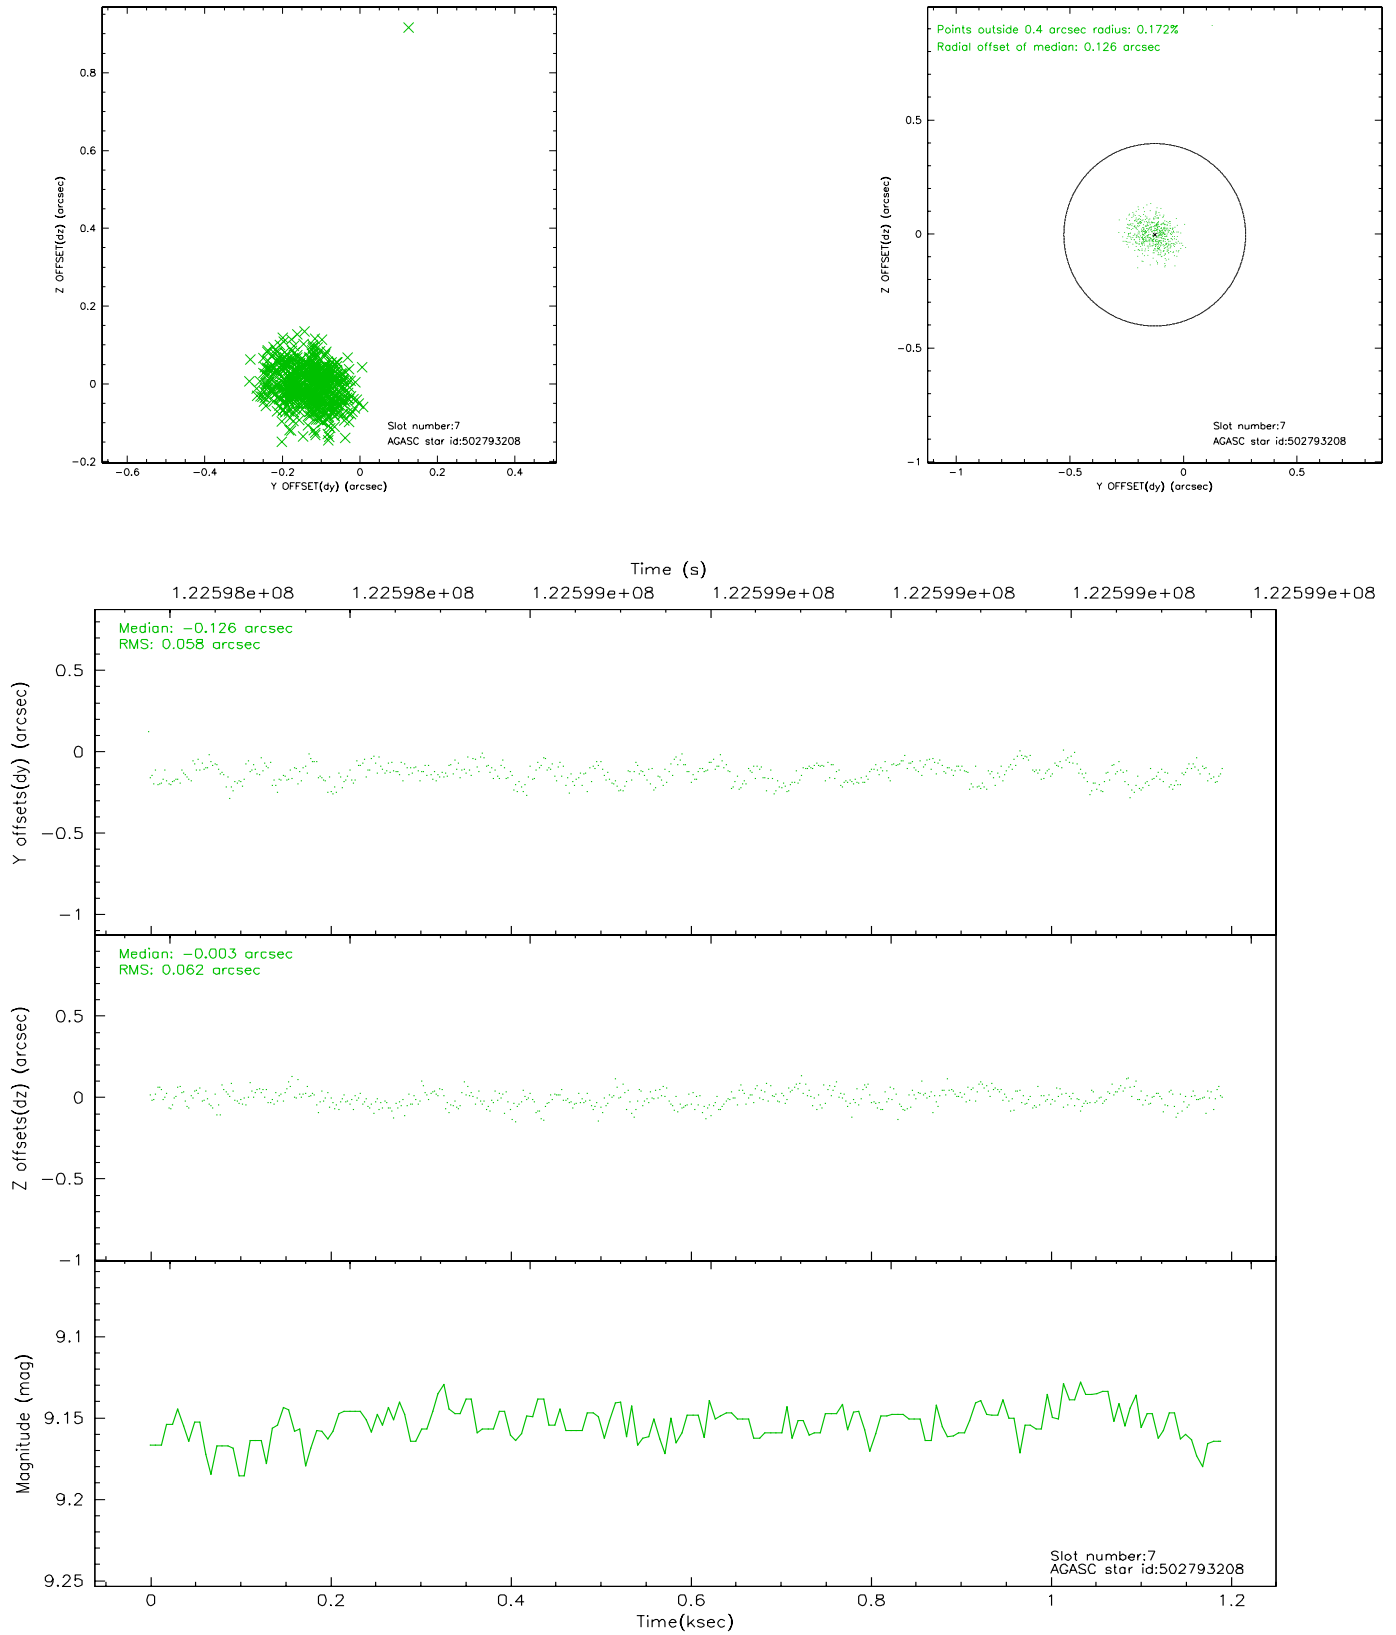 0.8
0.6
0.4
0.2
0
−0.2
−0.6
−0.4
−0.2
0
0.2
0.4
Z OFFSET(dz) (arcsec)
Y OFFSET(dy) (arcsec)
Slot number:7
AGASC star id:502793208
Points outside 0.4 arcsec radius: 0.172%
Radial offset of median: 0.126 arcsec
0.5
0
−0.5
−1
−1
−0.5
0
0.5
Z OFFSET(dz) (arcsec)
Y OFFSET(dy) (arcsec)
Slot number:7
AGASC star id:502793208
Time (s)
1.22598e+08
1.22598e+08
1.22599e+08
1.22599e+08
1.22599e+08
1.22599e+08
1.22599e+08
Median: −0.126 arcsec
RMS: 0.058 arcsec
0.5
0
−0.5
−1
Y offsets(dy) (arcsec)
Median: −0.003 arcsec
RMS: 0.062 arcsec
0.5
0
−0.5
−1
Z offsets(dz) (arcsec)
9.1
9.15
9.2
9.25
Magnitude (mag)
Slot number:7
AGASC star id:502793208
0
0.2
0.4
0.6
0.8
1
1.2
Time(ksec)